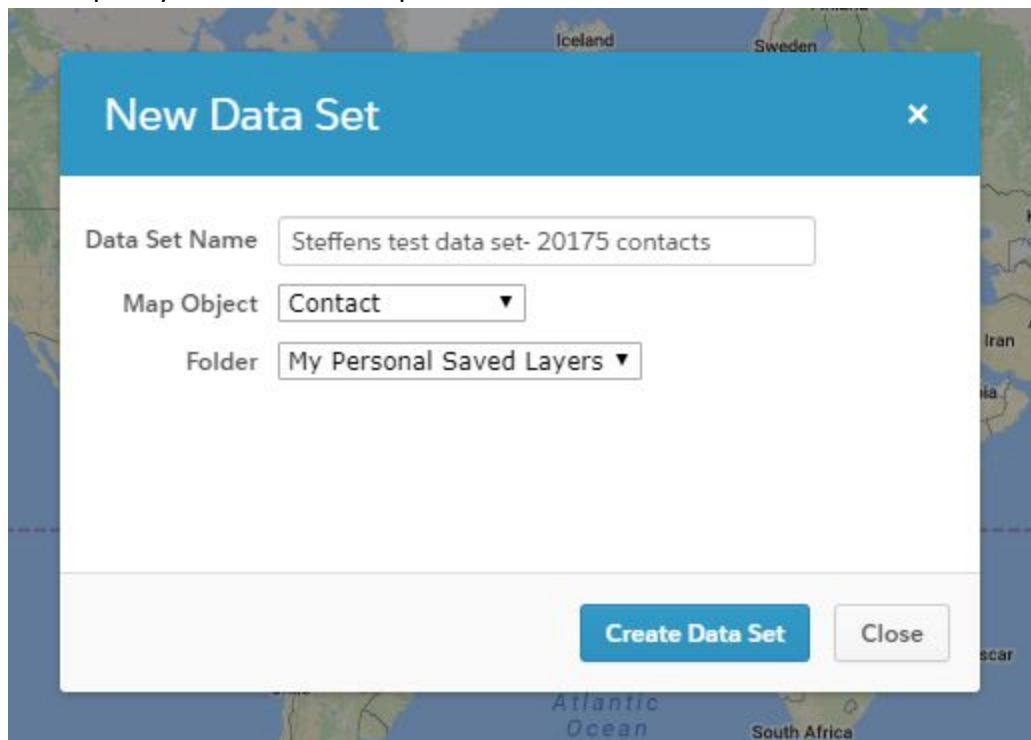 Iceland
Sweden
New Data Set ×
Data Set Name Steffens test data set- 20175 contacts
Map Object Contact ▼
Folder My Personal Saved Layers ▼
Iran
Create Data Set Close
Atlantic
Ocean
South Africa